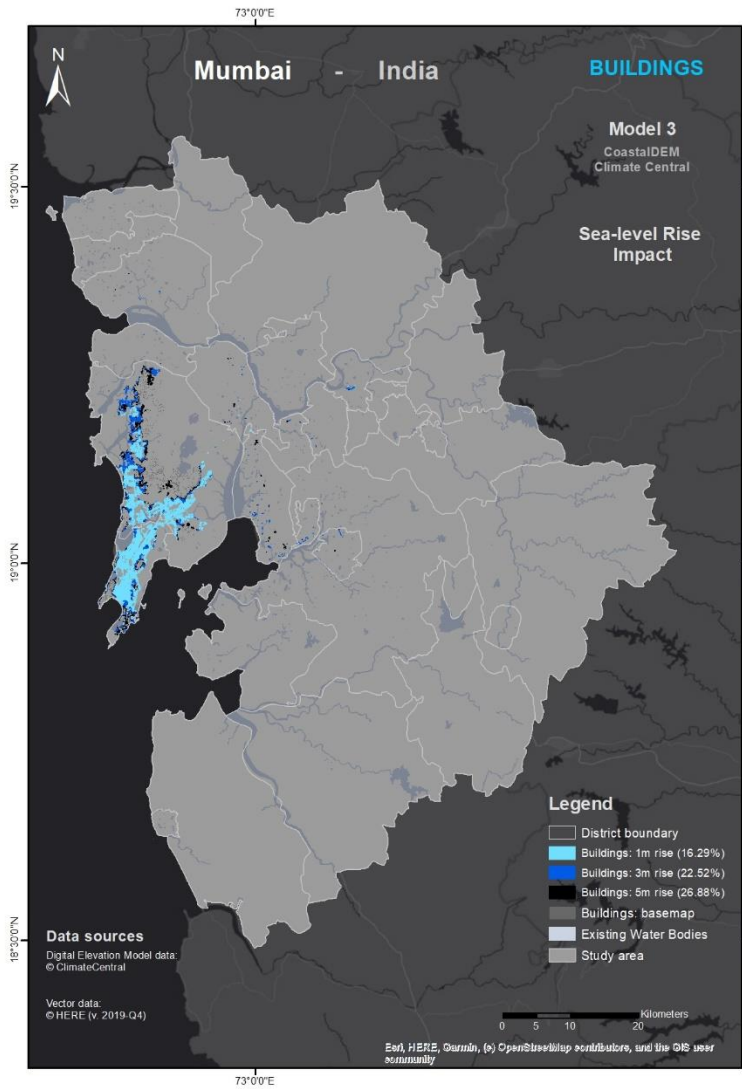 73°0'0"E
N
Mumbai - India
BUILDINGS
Model 3
CoastalDEM
Climate Central
Sea-level Rise
Impact
19°30'0"N
19°0'0"N
18°30'0"N
Legend
District boundary
Buildings: 1m rise (16.29%)
Buildings: 3m rise (22.52%)
Buildings: 5m rise (26.88%)
Buildings: basemap
Existing Water Bodies
Study area
Data sources
Digital Elevation Model data:
© ClimateCentral
Vector data:
© HERE (v. 2019-Q4)
Kilometers
0 5 10 20
Esri, HERE, Garmin, (c) OpenStreetMap contributors, and the GIS user
community
73°0'0"E